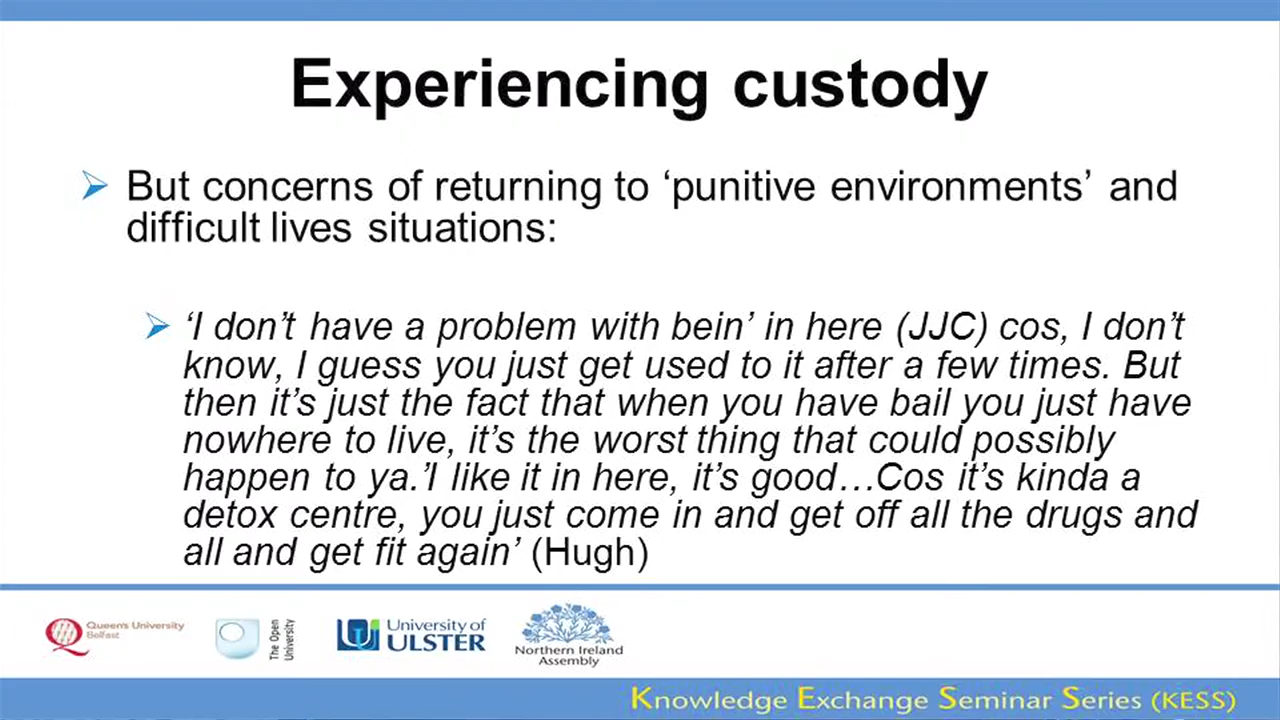 Experiencing custody
But concerns of returning to ‘punitive environments’ and
difficult lives situations:
‘I don’t have a problem with bein’ in here (JJC) cos, I don’t
know, I guess you just get used to it after a few times. But
then it’s just the fact that when you have bail you just have
nowhere to live, it’s the worst thing that could possibly
happen to ya.’I like it in here, it’s good…Cos it’s kinda a
detox centre, you just come in and get off all the drugs and
all and get fit again’ (Hugh)
Queen's University
Belfast
The Open
University
University of
ULSTER
Northern Ireland
Assembly
Knowledge Exchange Seminar Series (KESS)